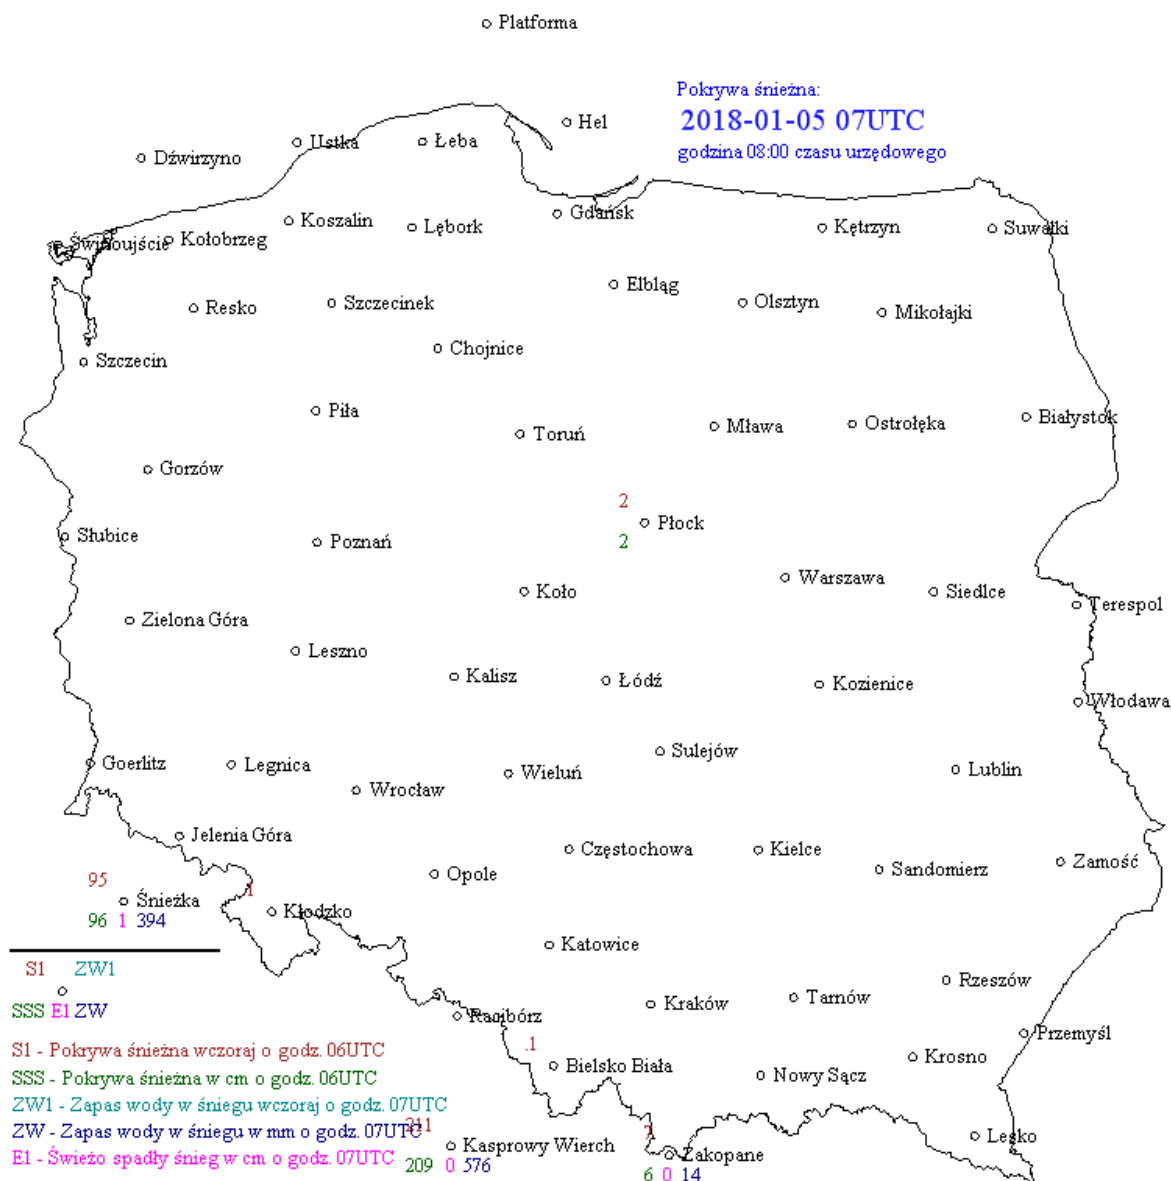 Platforma
Pokrywa śnieżna:
2018-01-05 07UTC
godzina 08:00 czasu urzędowego
Hel
Ustka
Łeba
Dźwirzyno
Gdańsk
Koszalin
Lębork
Kętrzyn
Suwałki
Świnoujście
Kołobrzeg
Elbląg
Resko
Szczecinek
Olsztyn
Mikołajki
Chojnice
Szczecin
Piła
Toruń
Mława
Ostrołęka
Białystok
Gorzów
2
Płock
2
Słubice
Poznań
Warszawa
Koło
Siedlce
Terespol
Zielona Góra
Leszno
Kalisz
Łódź
Kozienice
Włodawa
Sulejów
Goerlitz
Legnica
Wieluń
Lublin
Wrocław
Jelenia Góra
Częstochowa
Kielce
Sandomierz
Zamość
Opole
95
Śnieżka
96 1 394
1
Kłodzko
Katowice
S1 ZW1
SSS E1 ZW
Rzeszów
Tarnów
Kraków
Racibórz
Przemyśl
S1 - Pokrywa śnieżna wczoraj o godz. 06UTC
.1
Bielsko Biała
Krosno
SSS - Pokrywa śnieżna w cm o godz. 06UTC
Nowy Sącz
ZW1 - Zapas wody w śniegu wczoraj o godz. 07UTC
211
ZW - Zapas wody w śniegu w mm o godz. 07UTC
Kasprowy Wierch
209 0 576
E1 - Świeżo spadły śnieg w cm o godz. 07UTC
7
Zakopane
6 0 14
Lesko